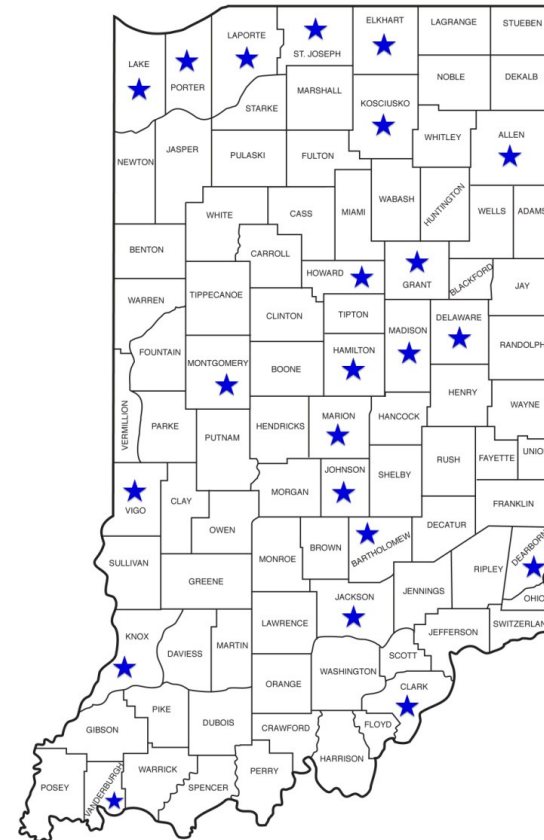 LAPORTE
ELKHART
LAGRANGE
STUEBEN
LAKE
ST. JOSEPH
PORTER
NOBLE
DEKALB
MARSHALL
STARKE
KOSCIUSKO
WHITLEY
ALLEN
NEWTON
JASPER
PULASKI
FULTON
WABASH
HUNTINGTON
WELLS
ADAMS
WHITE
CASS
MIAMI
BENTON
CARROLL
HOWARD
GRANT
BLACKFORD
JAY
WARREN
TIPPECANOE
CLINTON
TIPTON
MADISON
DELAWARE
RANDOLPH
FOUNTAIN
MONTGOMERY
BOONE
HAMILTON
HENRY
WAYNE
VERMILLION
PARKE
PUTNAM
HENDRICKS
MARION
HANCOCK
RUSH
FAYETTE
UNIO
JOHNSON
SHELBY
MORGAN
VIGO
CLAY
OWEN
FRANKLIN
DECATUR
BROWN
BARTHOLOMEW
DEARBORN
SULLIVAN
MONROE
RIPLEY
GREENE
JENNINGS
OHIO
JACKSON
LAWRENCE
SWITZERLAN
JEFFERSON
KNOX
DAVIESS
MARTIN
SCOTT
WASHINGTON
ORANGE
CLARK
PIKE
DUBOIS
GIBSON
CRAWFORD
FLOYD
HARRISON
WARRICK
PERRY
POSEY
VANDERBURGH
SPENCER